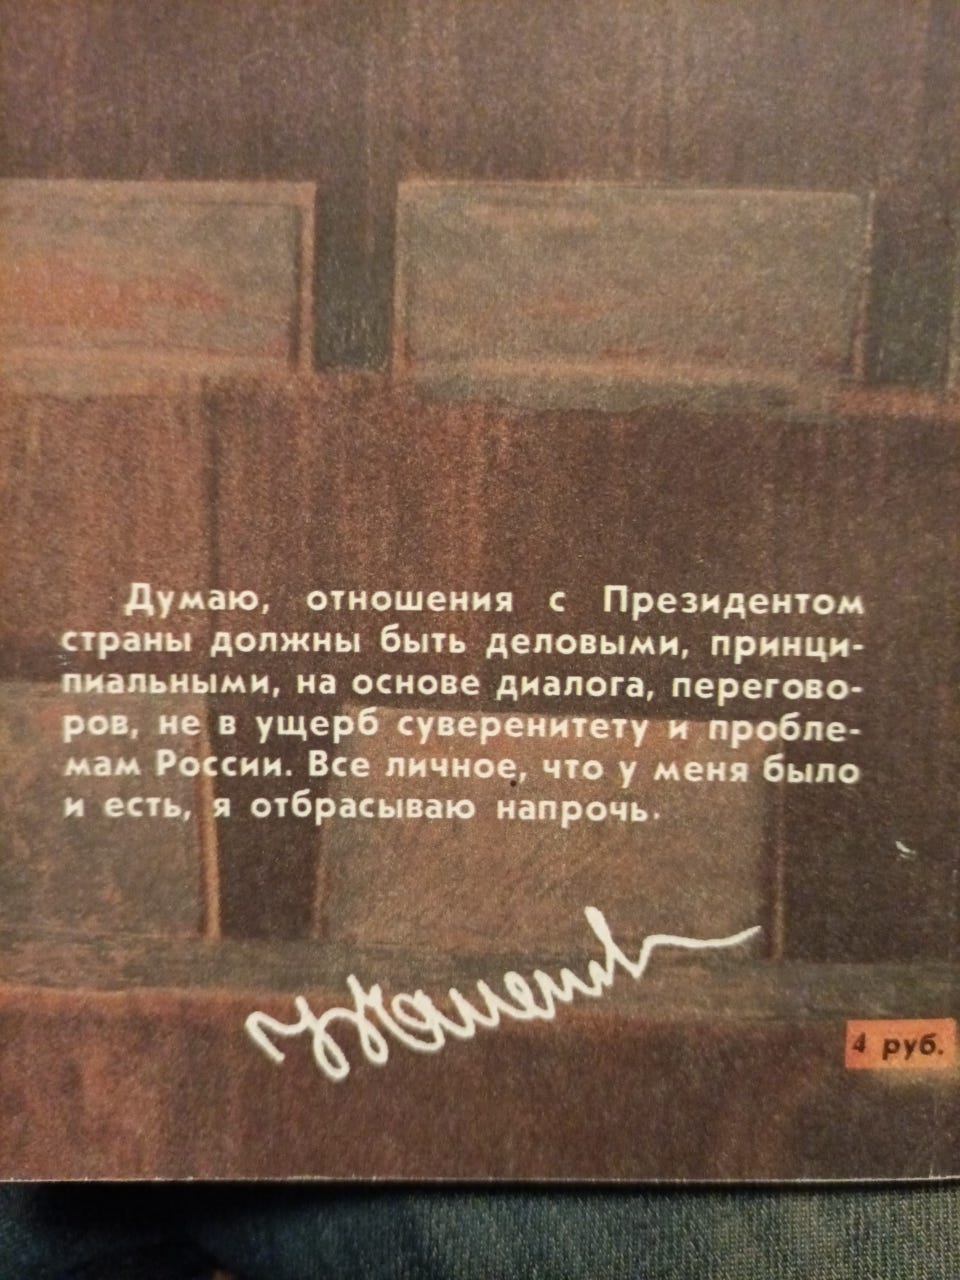 Думаю, отношения с Президентом
страны должны быть деловыми, принци-
пиальными, на основе диалога, перегово-
ров, не в ущерб суверенитету и пробле-
мам России. Все личное, что у меня было
и есть, я отбрасываю напрочь.
4 руб.